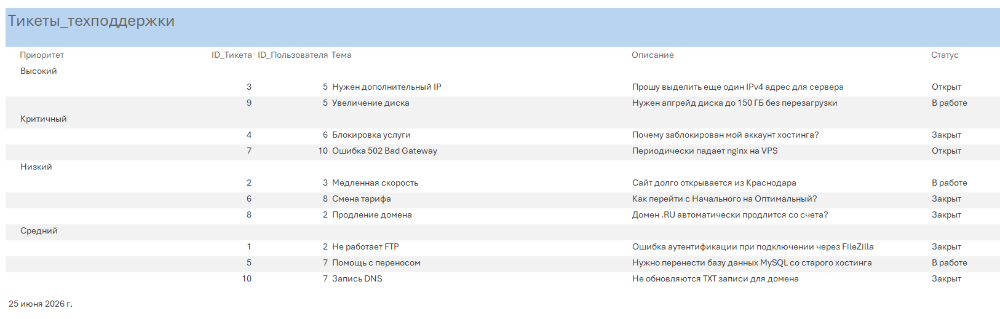 Тикеты_техподдержки
Приоритет ID_Тикета ID_Пользователя Тема Описание Статус
Высокий
3 5 Нужен дополнительный IP Прошу выделить еще один IPv4 адрес для сервера Открыт
9 5 Увеличение диска Нужен апгрейд диска до 150 ГБ без перезагрузки В работе
Критичный
4 6 Блокировка услуги Почему заблокирован мой аккаунт хостинга? Закрыт
7 10 Ошибка 502 Bad Gateway Периодически падает nginx на VPS Открыт
Низкий
2 3 Медленная скорость Сайт долго открывается из Краснодара В работе
6 8 Смена тарифа Как перейти с Начального на Оптимальный? Закрыт
8 2 Продление домена Домен .RU автоматически продлится со счета? Закрыт
Средний
1 2 Не работает FTP Ошибка аутентификации при подключении через FileZilla Закрыт
5 7 Помощь с переносом Нужно перенести базу данных MySQL со старого хостинга В работе
10 7 Запись DNS Не обновляются TXT записи для домена Закрыт
25 июня 2026 г.